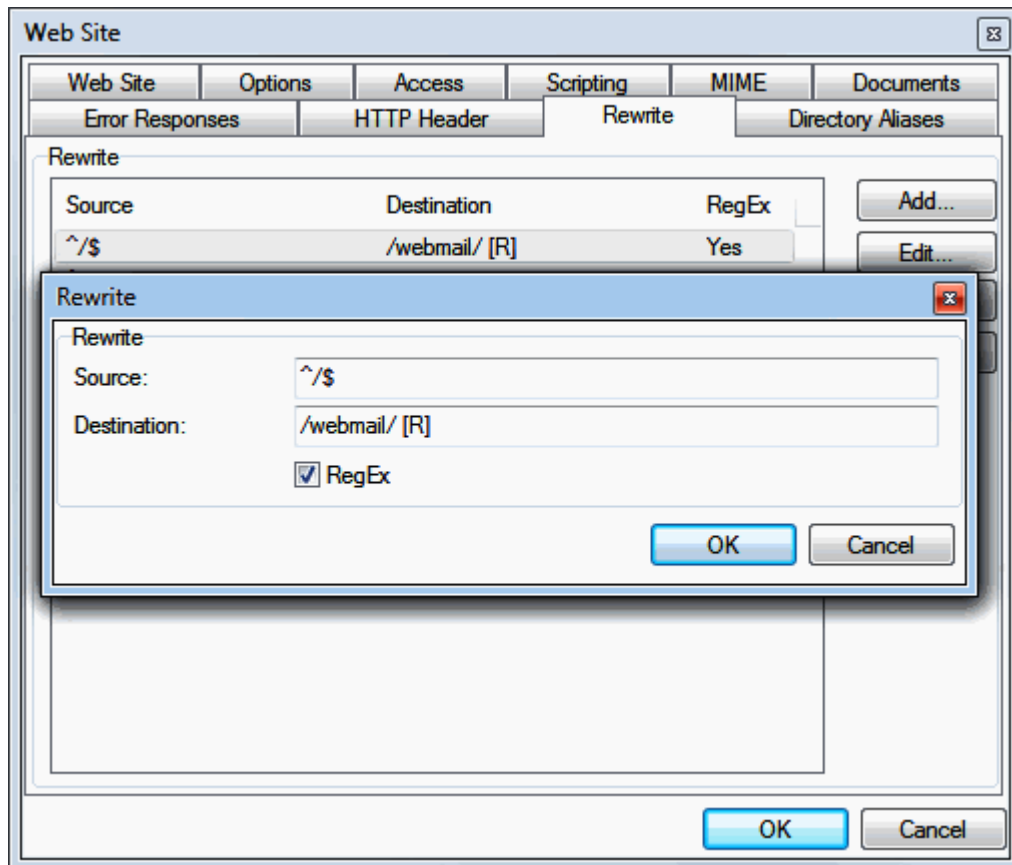 Web Site
Web Site Options Access Scripting MIME Documents
Error Responses HTTP Header Rewrite Directory Aliases
Rewrite
Source Destination RegEx Add...
^/$ /webmail/ [R] Yes Edit...
Rewrite
Rewrite
Source: ^/$
Destination: /webmail/ [R]
RegEx
OK Cancel
OK Cancel